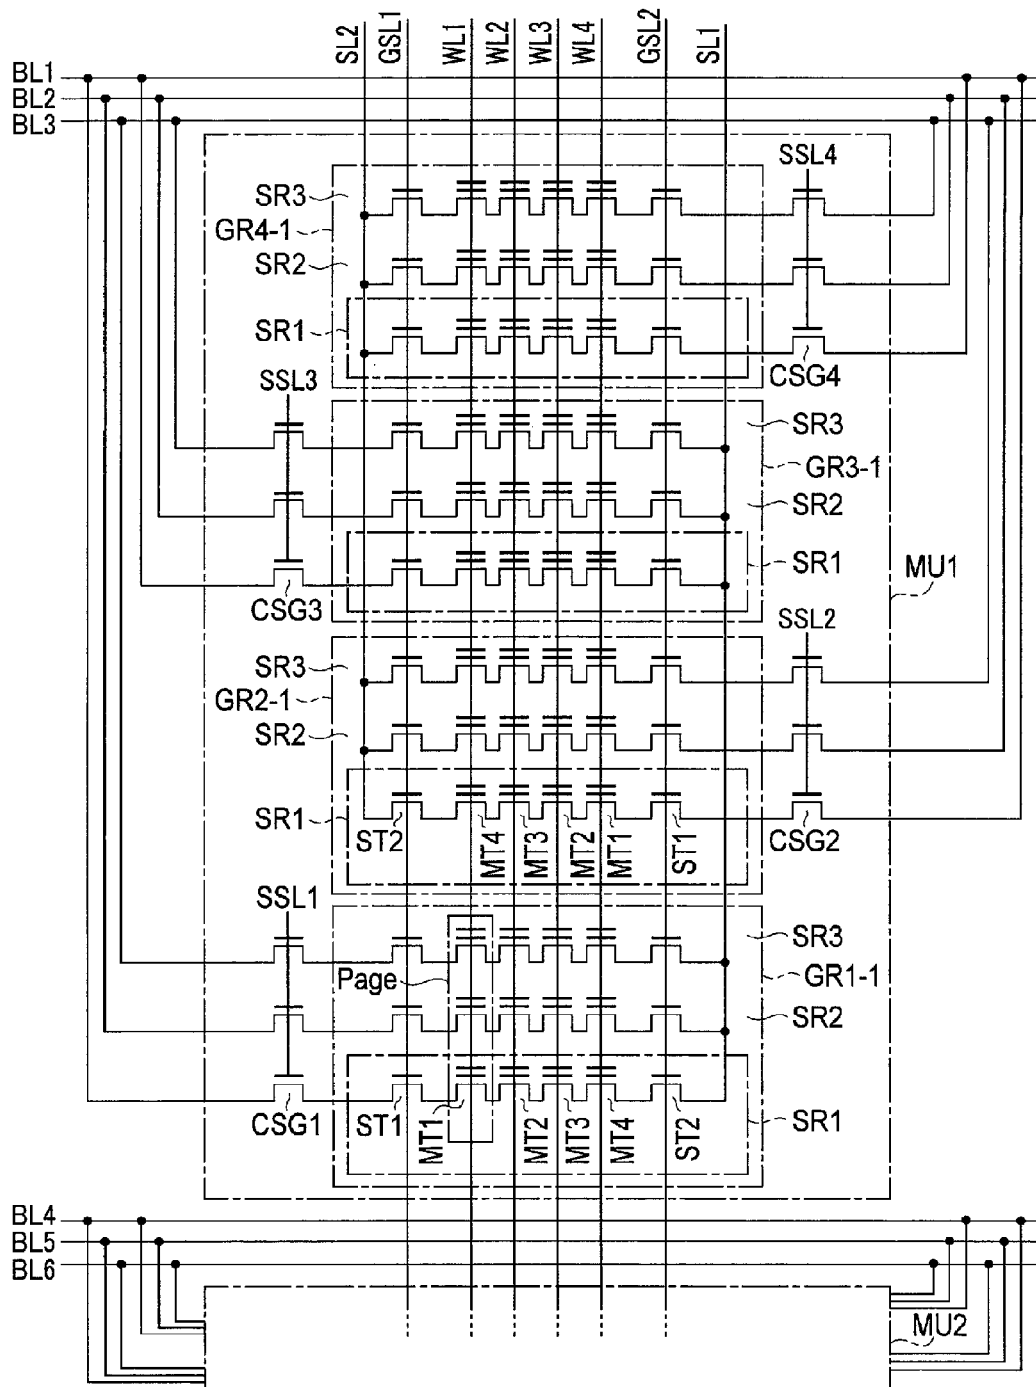 SL2
GSL1
WL1
WL2
WL3
WL4
GSL2
SL1
BL1
BL2
BL3
SSL4
SR3
GR4-1
SR2
SR1
CSG4
SSL3
SR3
GR3-1
SR2
SR1
MU1
CSG3
SSL2
SR3
GR2-1
SR2
SR1
ST2
MT4
MT3
MT2
MT1
ST1
CSG2
SSL1
SR3
Page
GR1-1
SR2
CSG1
ST1
MT1
MT2
MT3
MT4
ST2
SR1
BL4
BL5
BL6
MU2